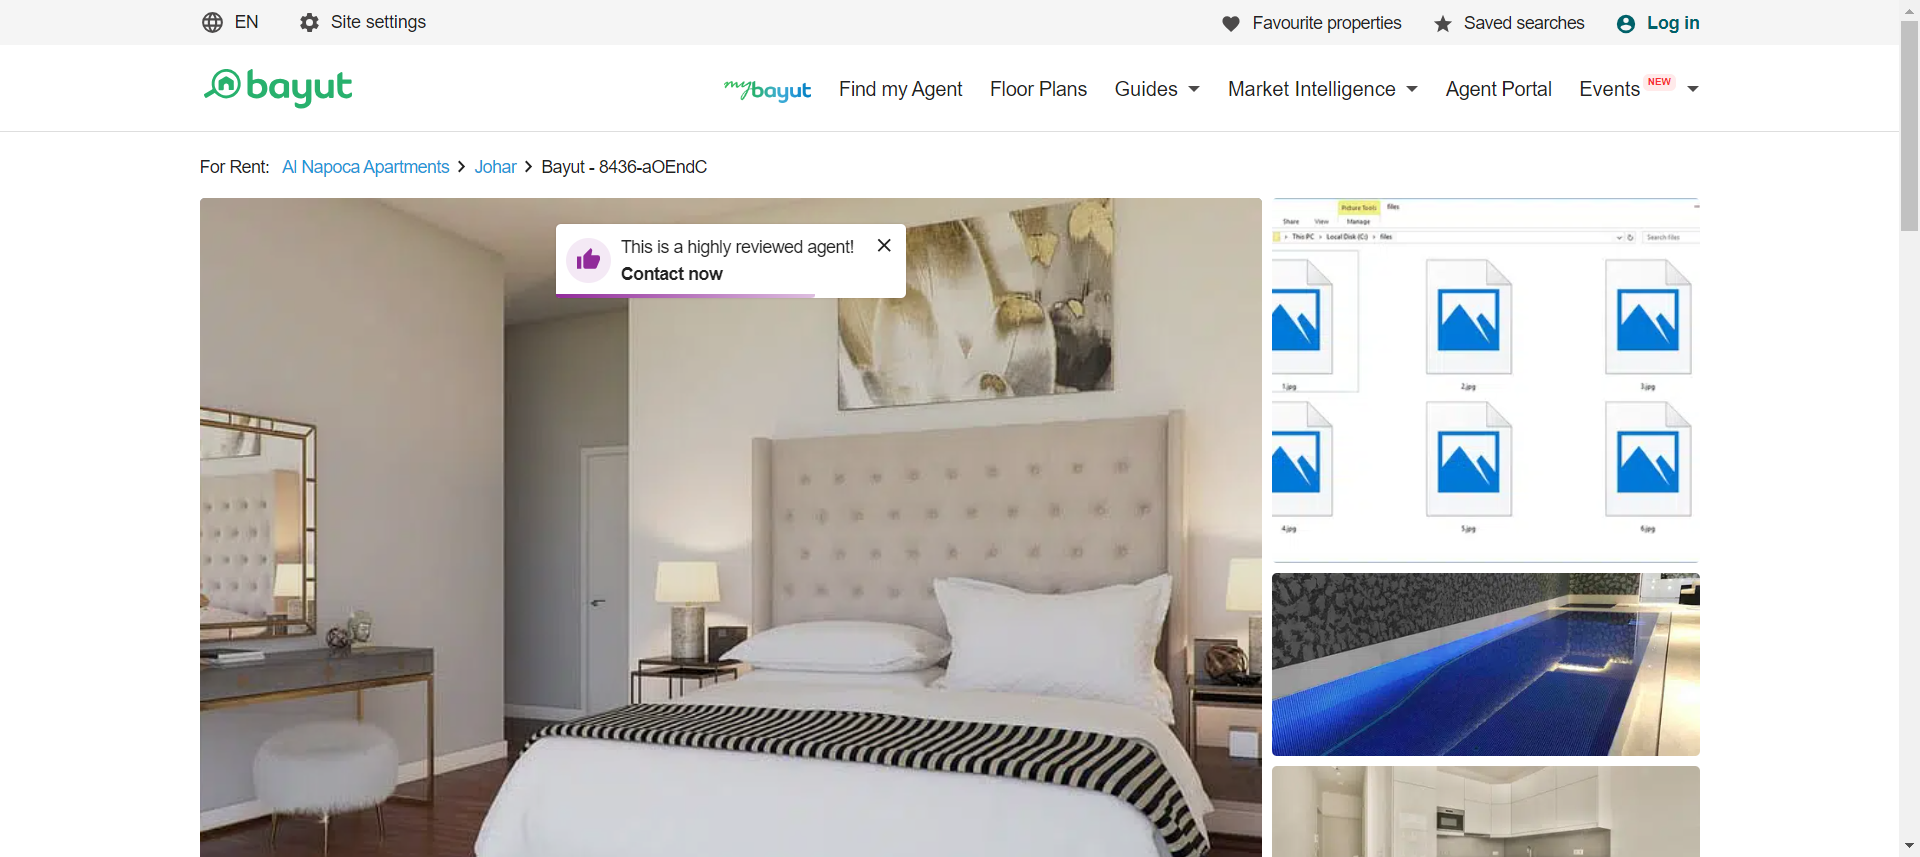 EN
Site settings
Favourite properties
Saved searches
Log in
bayut
mybayut
Find my Agent
Floor Plans
Guides
Market Intelligence
Agent Portal
Events NEW
For Rent: Al Napoca Apartments > Johar > Bayut - 8436-aOEndC
This is a highly reviewed agent!
Contact now
Picture Tools files
Share View Manage
This PC > Local Disk (C:) > files
Search files
1.jpg 2.jpg 3.jpg
4.jpg 5.jpg 6.jpg